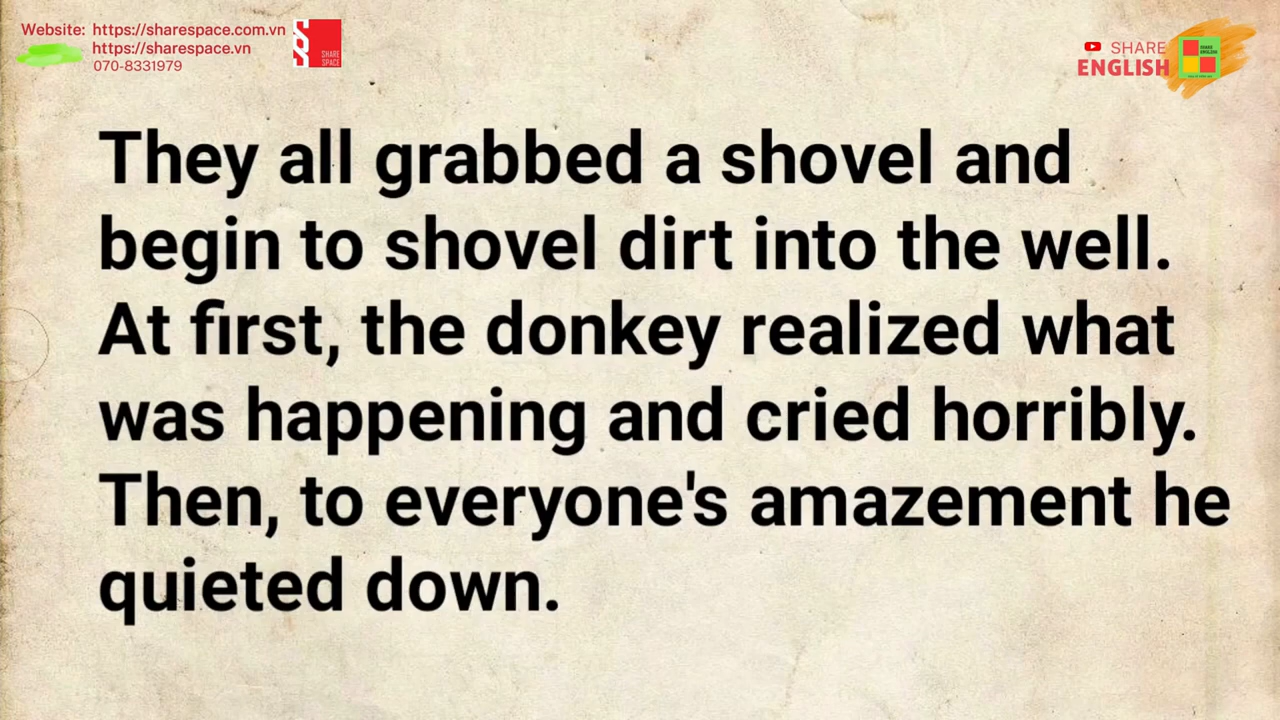 Website: https://sharespace.com.vn
https://sharespace.vn
070-8331979
SHARE
SPACE
SHARE
ENGLISH
They all grabbed a shovel and
begin to shovel dirt into the well.
At first, the donkey realized what
was happening and cried horribly.
Then, to everyone's amazement he
quieted down.